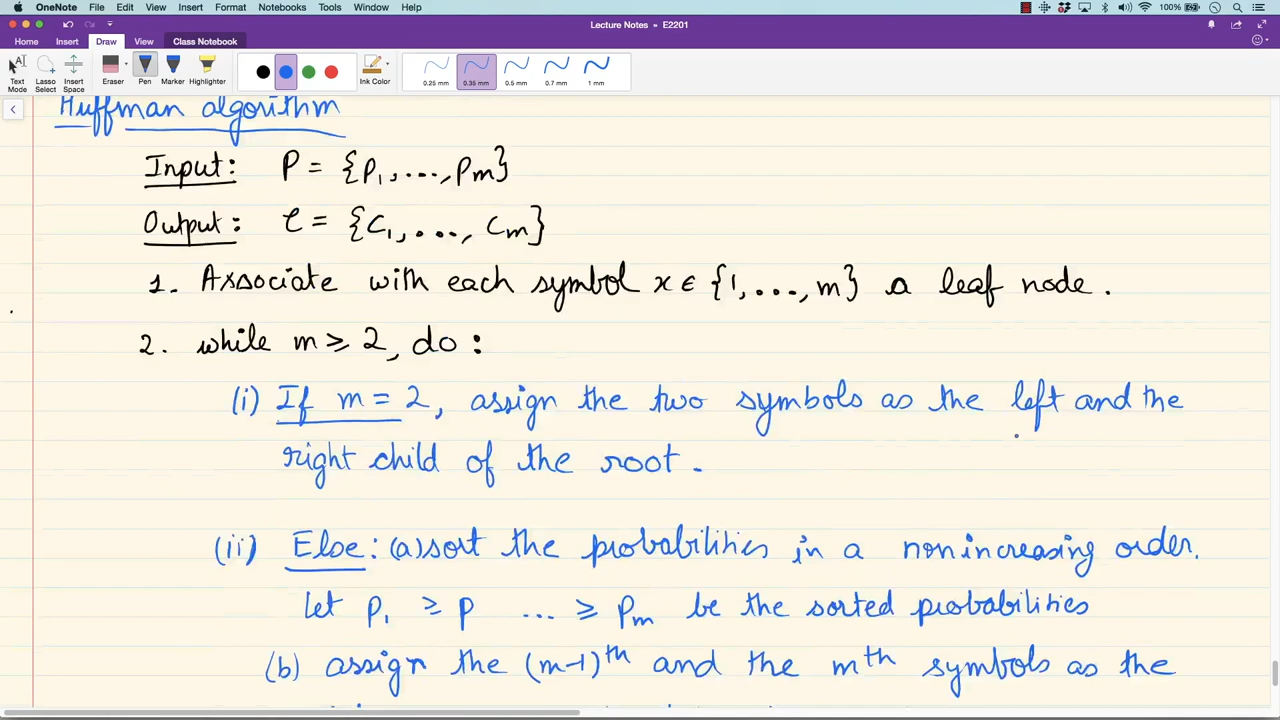 OneNote File Edit View Insert Format Notebooks Tools Window Help 100%
Lecture Notes » E2201
Home Insert Draw View Class Notebook
Text Mode Lasso Select Insert Space Eraser Pen Marker Highlighter Ink Color 0.25 mm 0.35 mm 0.5 mm 0.7 mm 1 mm
Huffman algorithm
Input: P = {p₁,...,pₘ}
Output: C = {c₁,..., cₘ}
1. Associate with each symbol x ∈ {1,...,m} a leaf node.
2. while m ≥ 2, do :
(i) If m = 2, assign the two symbols as the left and the
right child of the root.
(ii) Else: (a) sort the probabilities in a nonincreasing order.
let p₁ ≥ p ... ≥ pₘ be the sorted probabilities
(b) assign the (m-1)ᵗʰ and the mᵗʰ symbols as the